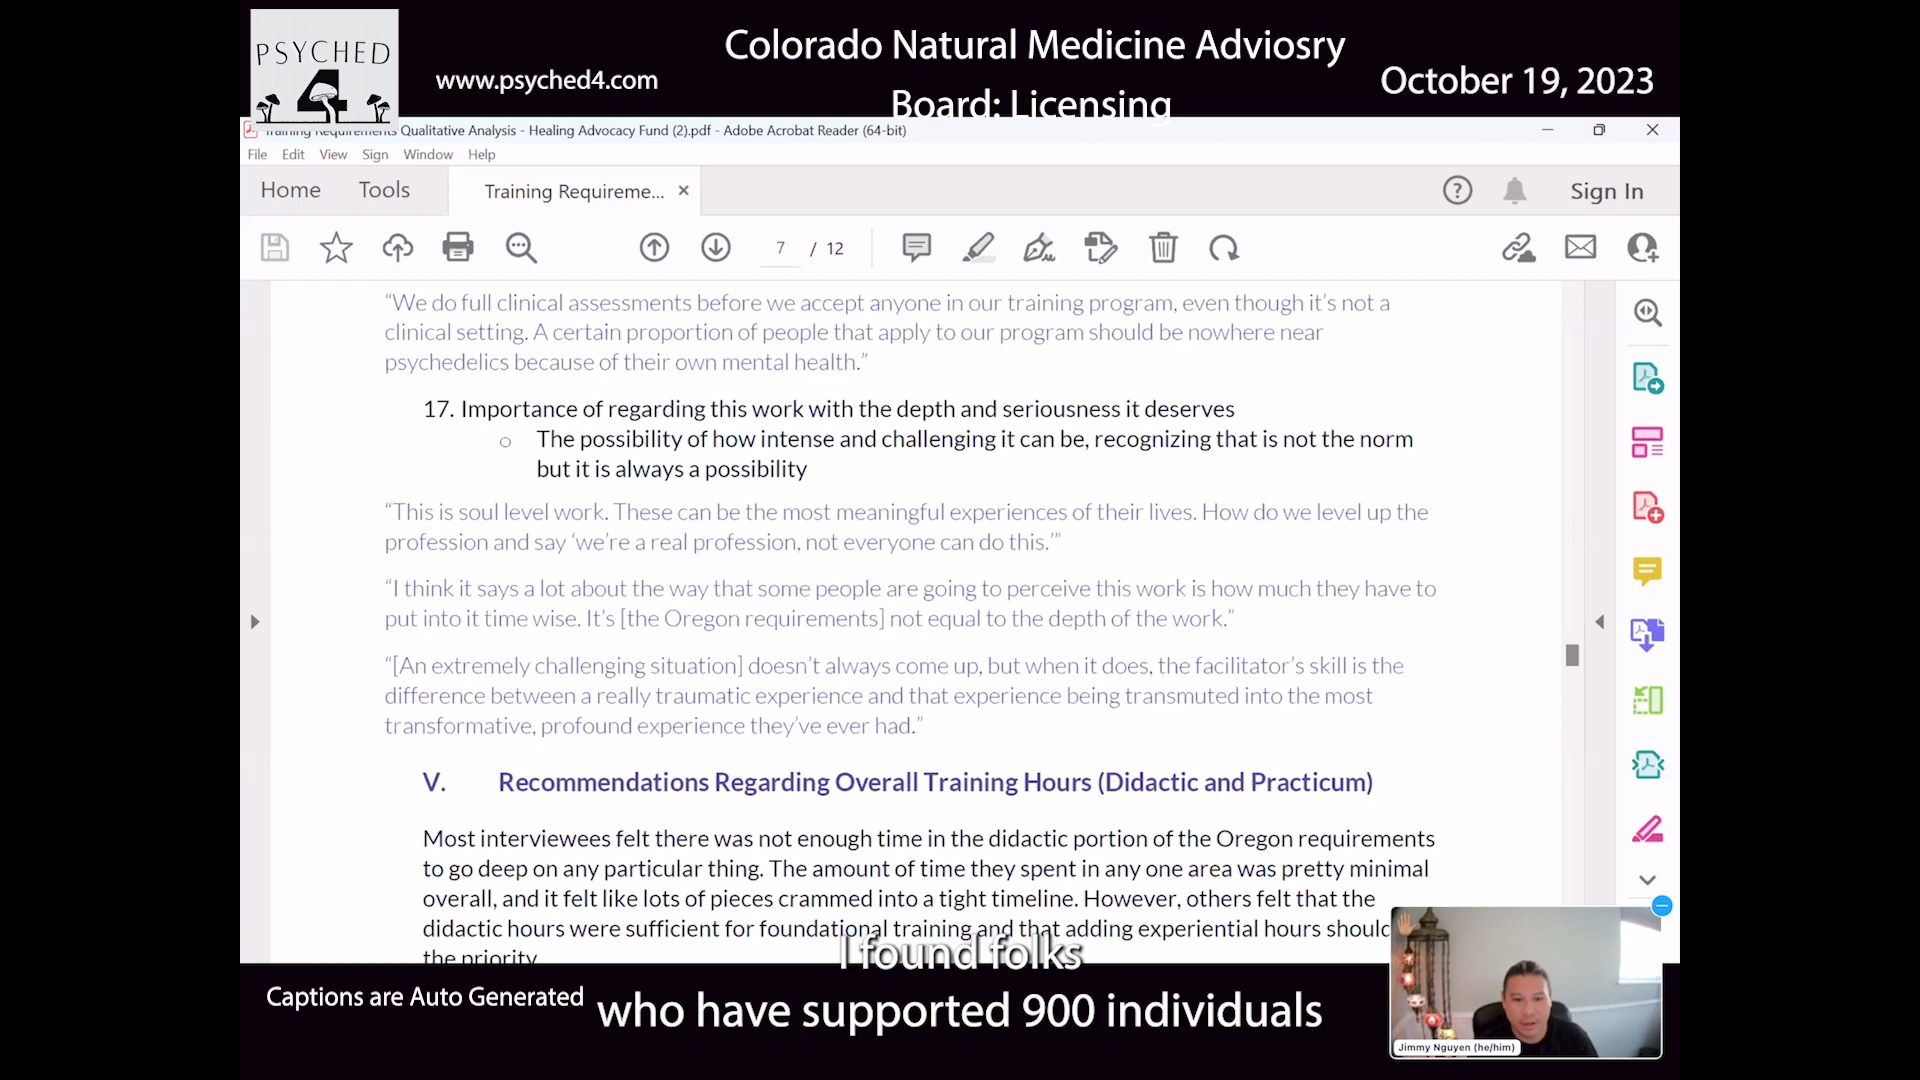 PSYCHED
4
www.psyched4.com
Colorado Natural Medicine Adviosry
Board: Licensing
October 19, 2023
Training Requirements Qualitative Analysis - Healing Advocacy Fund (2).pdf - Adobe Acrobat Reader (64-bit)
File Edit View Sign Window Help
Home Tools Training Requireme... Sign In
7 / 12
“We do full clinical assessments before we accept anyone in our training program, even though it’s not a
clinical setting. A certain proportion of people that apply to our program should be nowhere near
psychedelics because of their own mental health.”
17. Importance of regarding this work with the depth and seriousness it deserves
The possibility of how intense and challenging it can be, recognizing that is not the norm
but it is always a possibility
“This is soul level work. These can be the most meaningful experiences of their lives. How do we level up the
profession and say ‘we’re a real profession, not everyone can do this.’”
“I think it says a lot about the way that some people are going to perceive this work is how much they have to
put into it time wise. It’s [the Oregon requirements] not equal to the depth of the work.”
“[An extremely challenging situation] doesn’t always come up, but when it does, the facilitator’s skill is the
difference between a really traumatic experience and that experience being transmuted into the most
transformative, profound experience they’ve ever had.”
V. Recommendations Regarding Overall Training Hours (Didactic and Practicum)
Most interviewees felt there was not enough time in the didactic portion of the Oregon requirements
to go deep on any particular thing. The amount of time they spent in any one area was pretty minimal
overall, and it felt like lots of pieces crammed into a tight timeline. However, others felt that the
didactic hours were sufficient for foundational training and that adding experiential hours should
the priority
I found folks
who have supported 900 individuals
Captions are Auto Generated
Jimmy Nguyen (he/him)